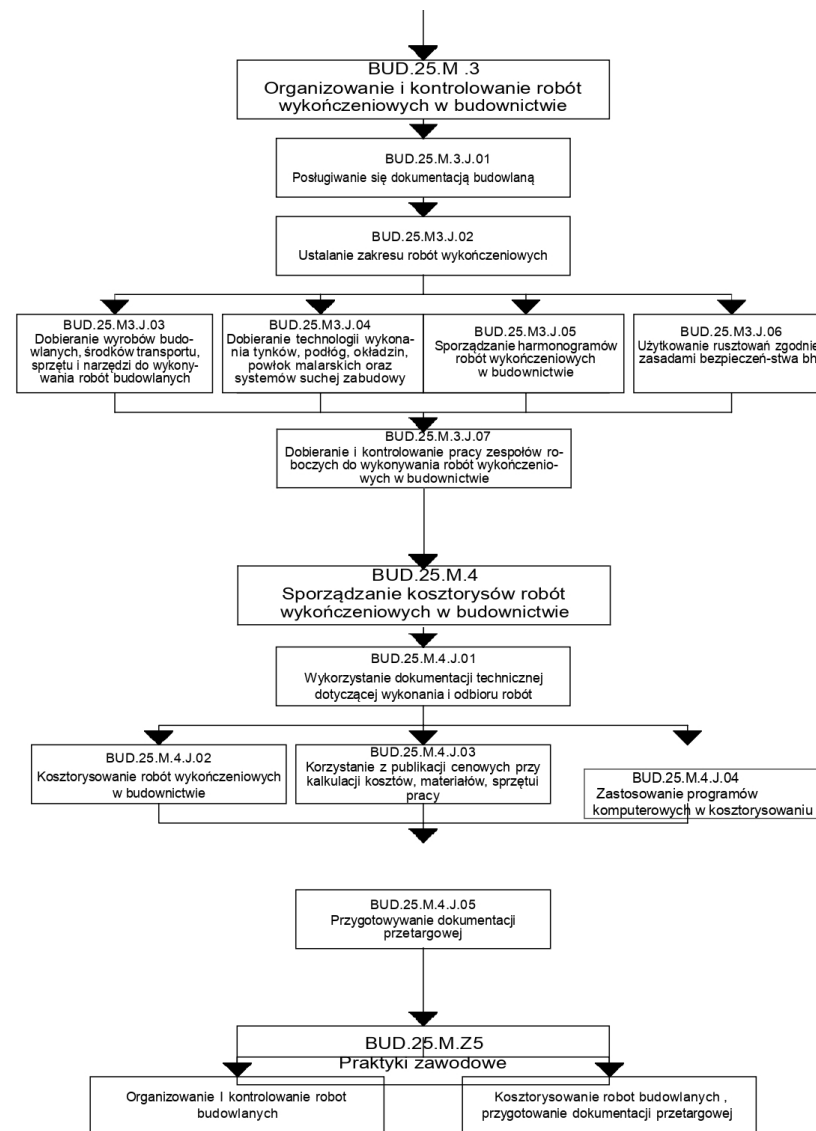 BUD.25.M .3
Organizowanie i kontrolowanie robót
wykończeniowych w budownictwie
BUD.25.M.3.J.01
Posługiwanie się dokumentacją budowlaną
BUD.25.M3.J.02
Ustalanie zakresu robót wykończeniowych
BUD.25.M3.J.03
Dobieranie wyrobów budo-
wlanych, środków transportu,
sprzętu i narzędzi do wykony-
wania robót budowlanych
BUD.25.M3.J.04
Dobieranie technologii wykona-
nia tynków, podłóg, okładzin,
powłok malarskich oraz
systemów suchej zabudowy
BUD.25.M3.J.05
Sporządzanie harmonogramów
robót wykończeniowych
w budownictwie
BUD.25.M3.J.06
Użytkowanie rusztowań zgodnie
zasadami bezpieczeń-stwa bh
BUD.25.M.3.J.07
Dobieranie i kontrolowanie pracy zespołów ro-
boczych do wykonywania robót wykończenio-
wych w budownictwie
BUD.25.M.4
Sporządzanie kosztorysów robót
wykończeniowych w budownictwie
BUD.25.M.4.J.01
Wykorzystanie dokumentacji technicznej
dotyczącej wykonania i odbioru robót
BUD.25.M.4.J.02
Kosztorysowanie robót wykończeniowych
w budownictwie
BUD.25.M.4.J.03
Korzystanie z publikacji cenowych przy
kalkulacji kosztów, materiałów, sprzętui
pracy
BUD.25.M.4.J.04
Zastosowanie programów
komputerowych w kosztorysowaniu
BUD.25.M.4.J.05
Przygotowywanie dokumentacji
przetargowej
BUD.25.M.Z5
Praktyki zawodowe
Organizowanie I kontrolowanie robot
budowlanych
Kosztorysowanie robot budowlanych ,
przygotowanie dokumentacji przetargowej